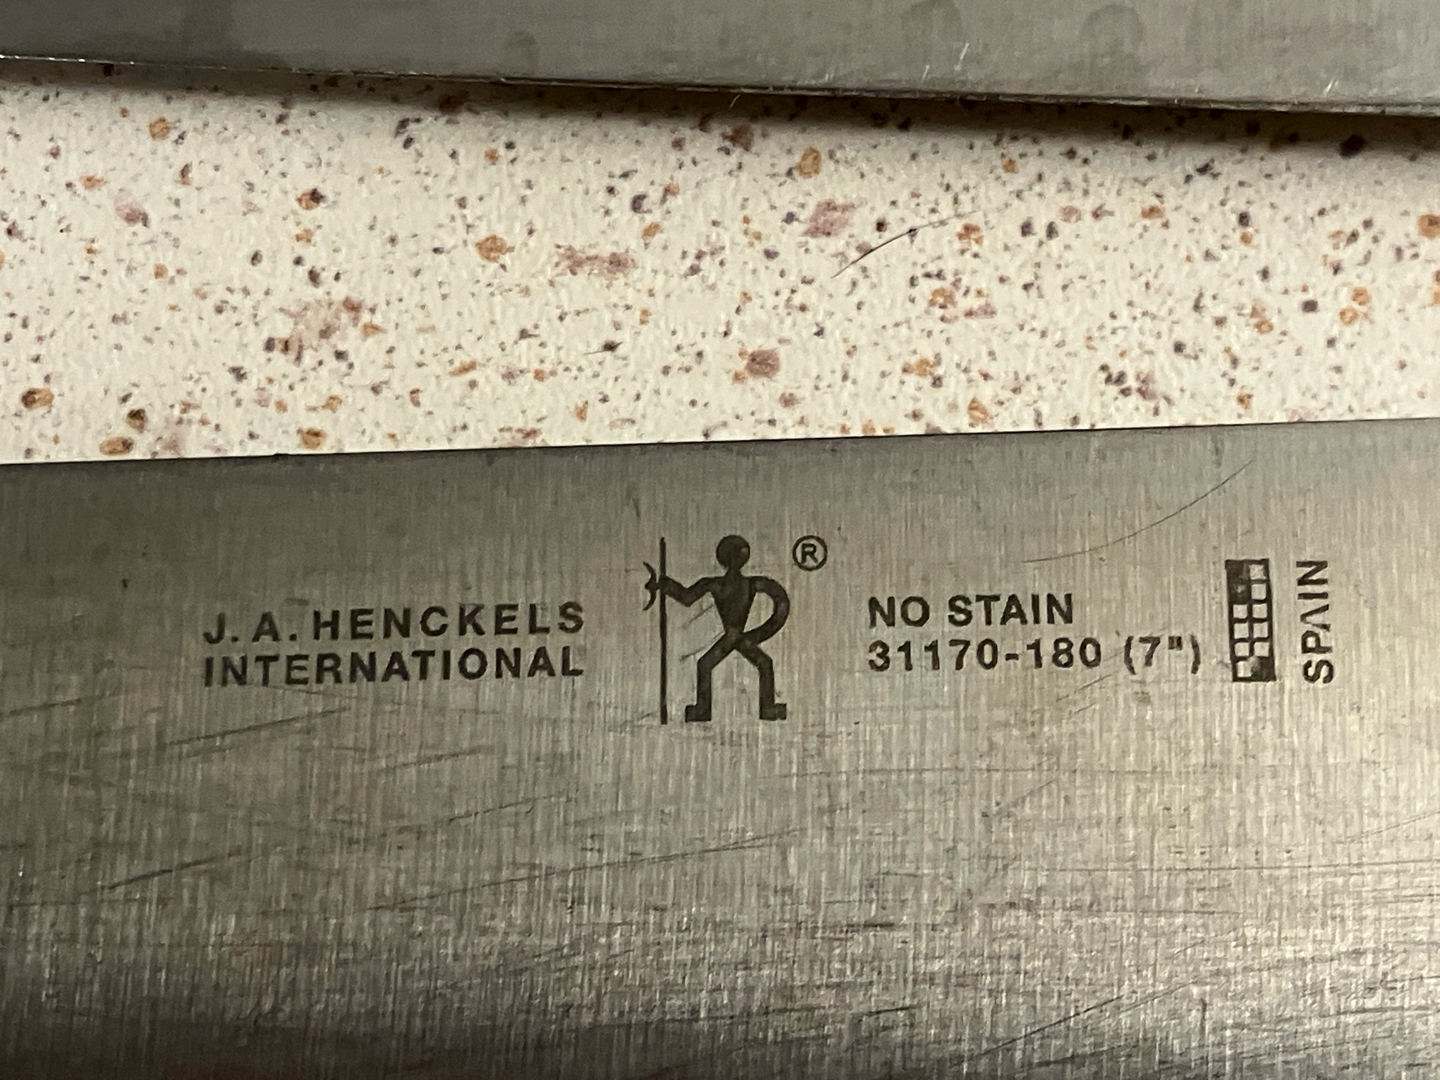 J. A. HENCKELS
INTERNATIONAL
®
NO STAIN
31170-180 (7")
SPAIN